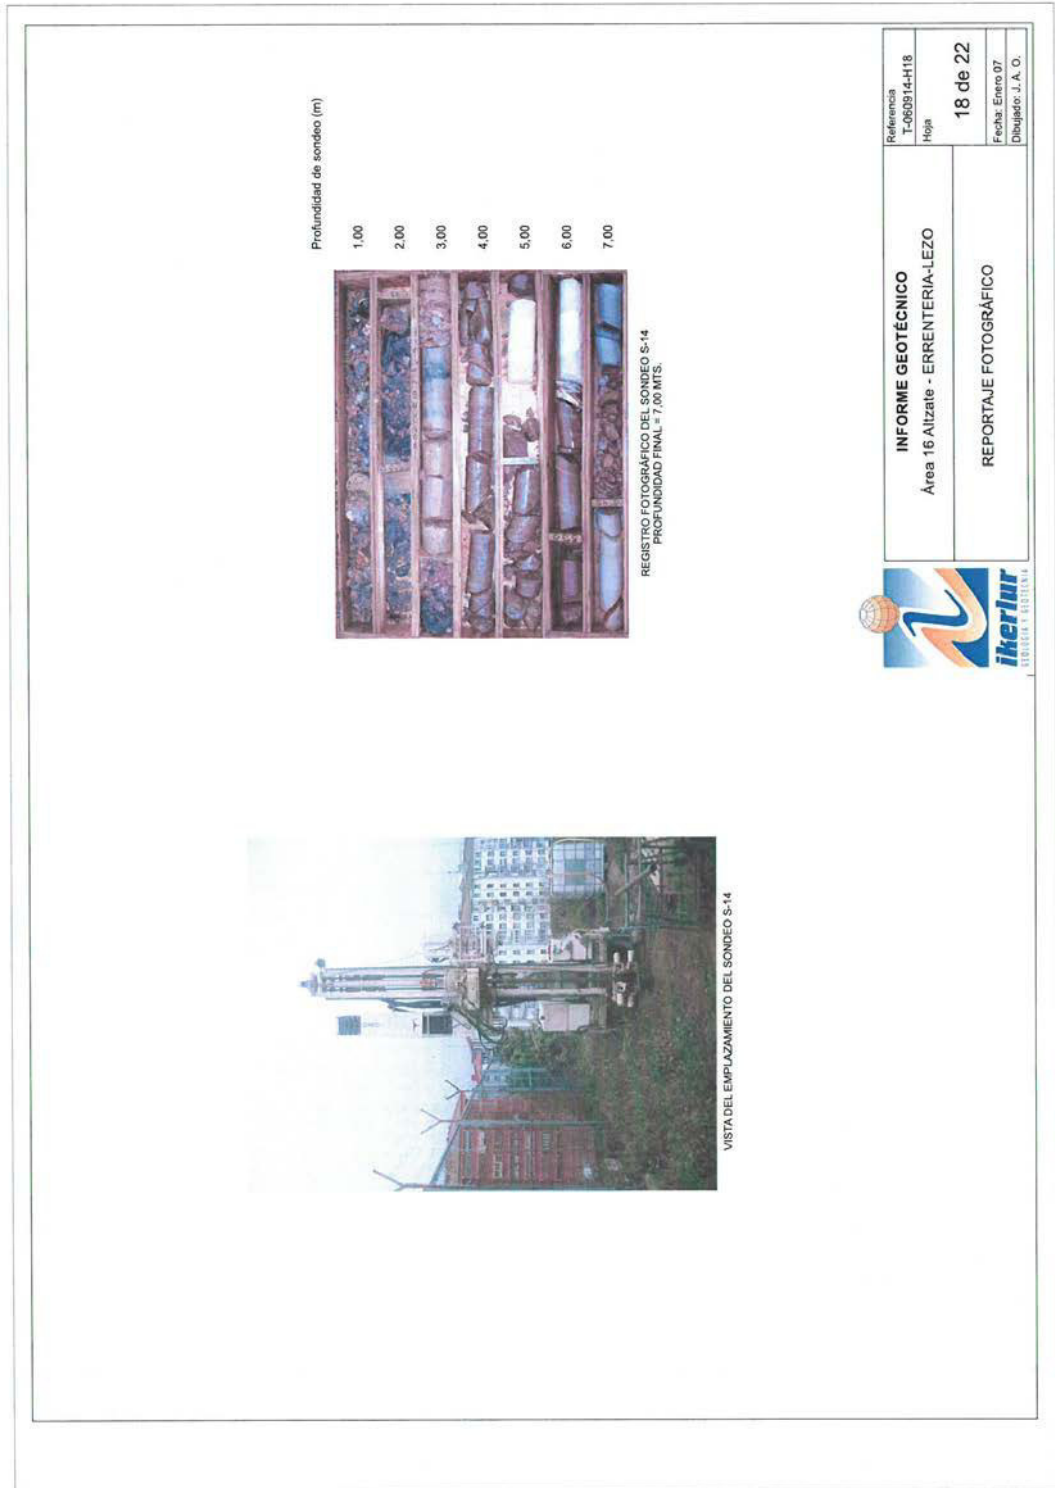 Profundidad de sondeo (m)
1,00
2,00
3,00
4,00
5,00
6,00
7,00
REGISTRO FOTOGRÁFICO DEL SONDEO S-14
PROFUNDIDAD FINAL = 7,00 MTS.
VISTA DEL EMPLAZAMIENTO DEL SONDEO S-14
ikerlur
GEOLOGIA Y GEOTECNIA
INFORME GEOTÉCNICO
Área 16 Altzate - ERRENTERIA-LEZO
REPORTAJE FOTOGRÁFICO
Referencia
T-060914-H18
Hoja
18 de 22
Fecha: Enero 07
Dibujado: J. A. O.